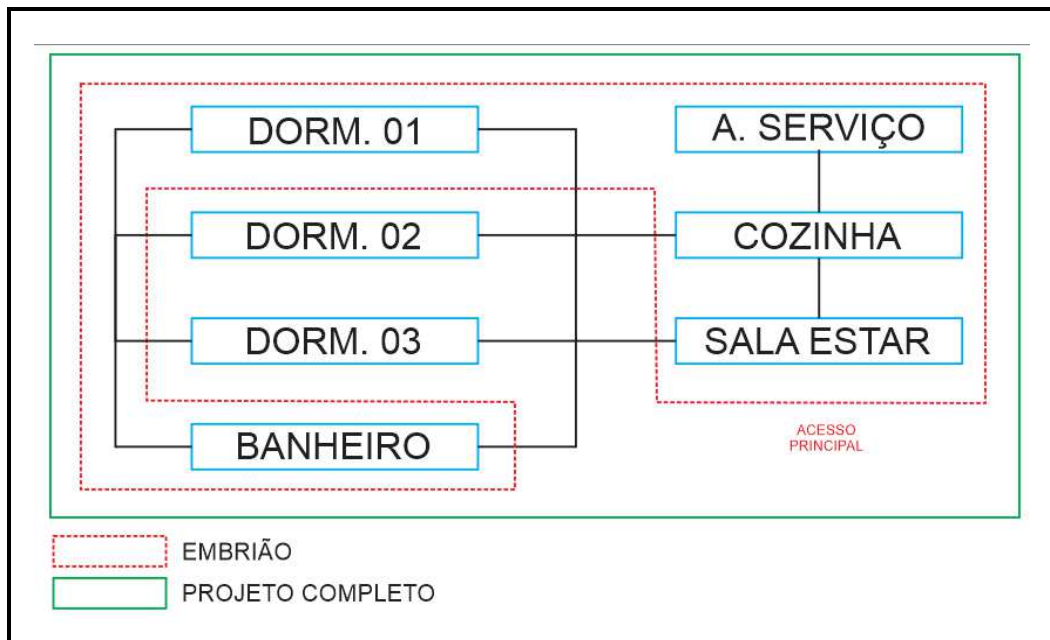 DORM. 01
A. SERVIÇO
DORM. 02
COZINHA
DORM. 03
SALA ESTAR
BANHEIRO
ACESSO
PRINCIPAL
EMBRIÃO
PROJETO COMPLETO